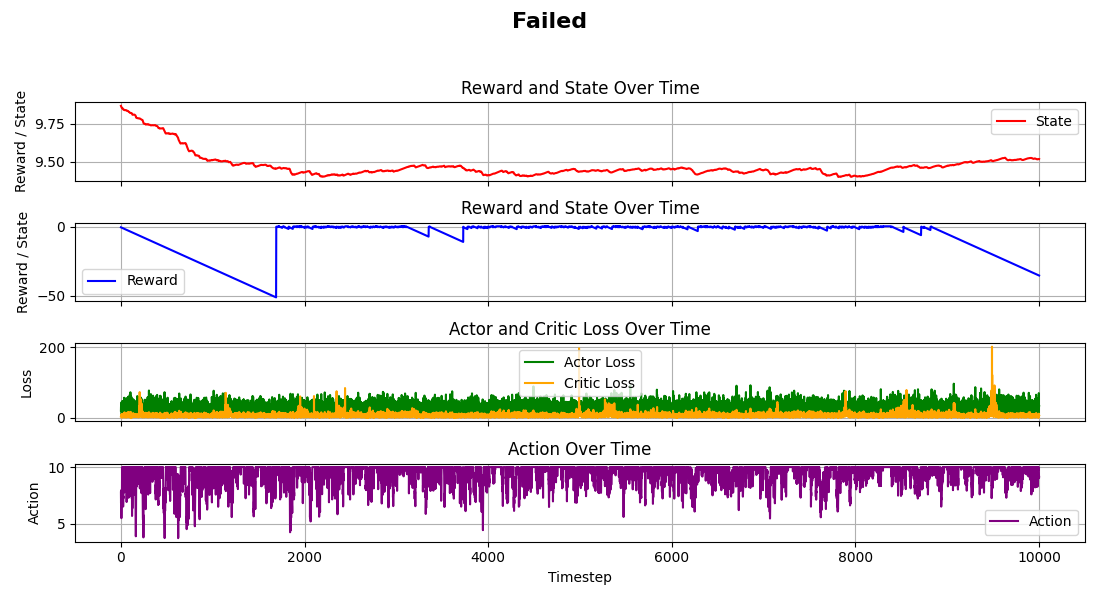 Failed
Reward and State Over Time
Reward / State
9.75
9.50
State
Reward and State Over Time
Reward / State
0
−50
Reward
Actor and Critic Loss Over Time
Loss
200
0
Actor Loss
Critic Loss
Action Over Time
Action
10
5
Action
0 2000 4000 6000 8000 10000
Timestep